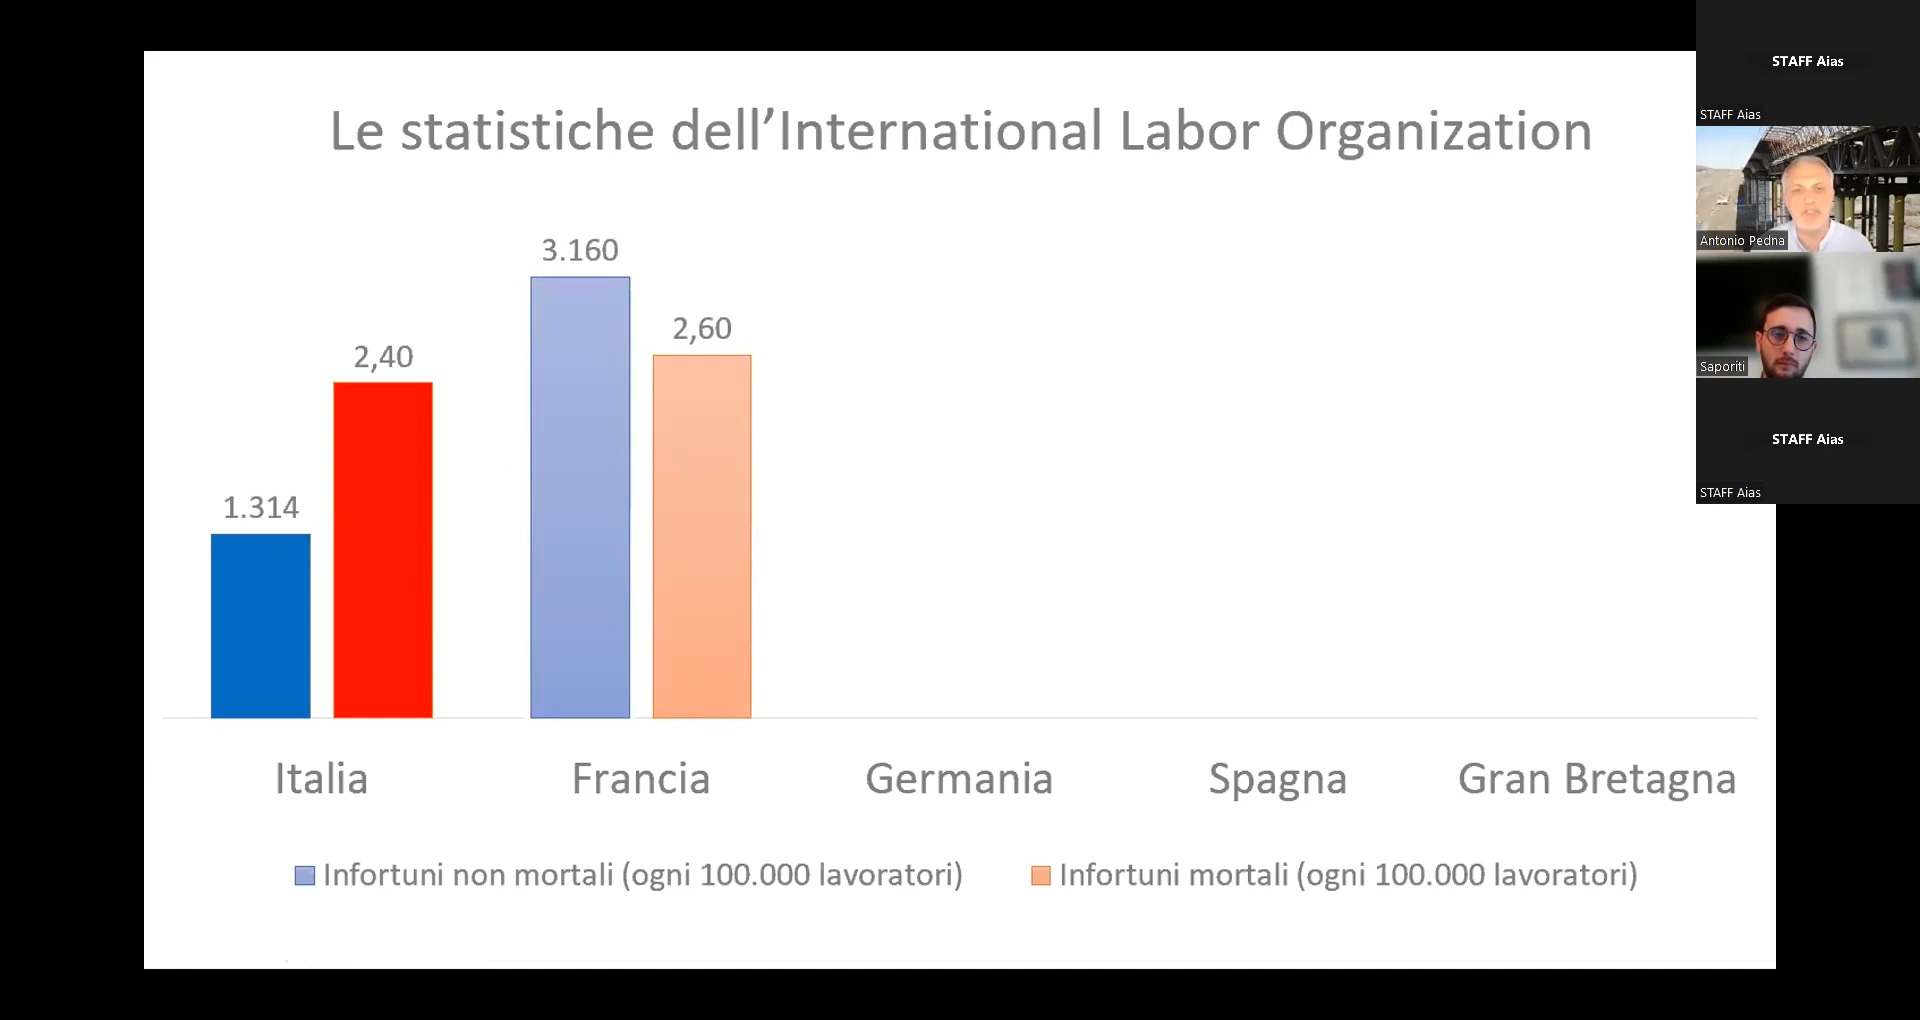 Le statistiche dell’International Labor Organization
3.160
2,60
2,40
1.314
Italia
Francia
Germania
Spagna
Gran Bretagna
Infortuni non mortali (ogni 100.000 lavoratori)
Infortuni mortali (ogni 100.000 lavoratori)
STAFF Aias
STAFF Aias
Antonio Pedna
Saporiti
STAFF Aias
STAFF Aias